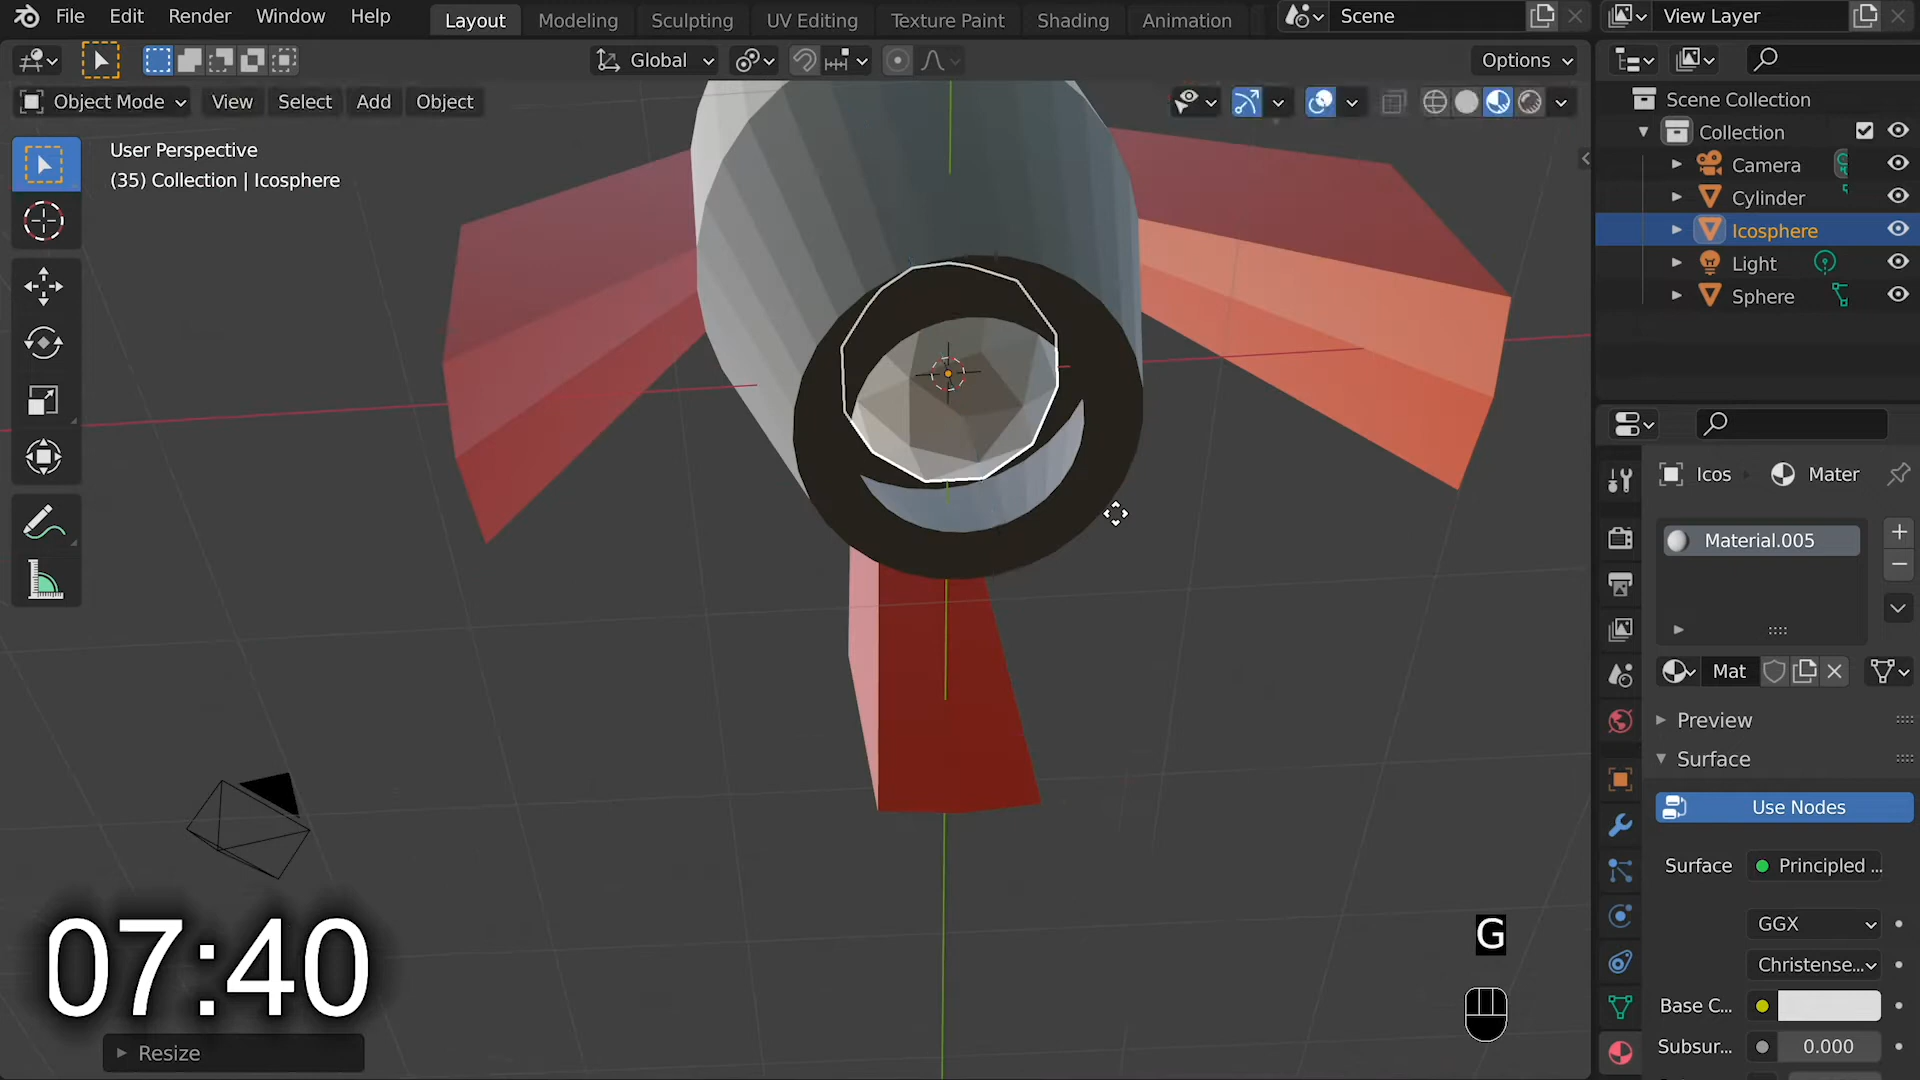 File Edit Render Window Help Layout Modeling Sculpting UV Editing Texture Paint Shading Animation Scene View Layer
Global Options
Object Mode View Select Add Object
User Perspective
(35) Collection | Icosphere
Scene Collection
Collection
Camera
Cylinder
Icosphere
Light
Sphere
Icos Mater
Material.005
Mat
Preview
Surface
Use Nodes
Surface Principled ...
GGX
Christense...
Base C...
Subsur... 0.000
G
07:40
Resize